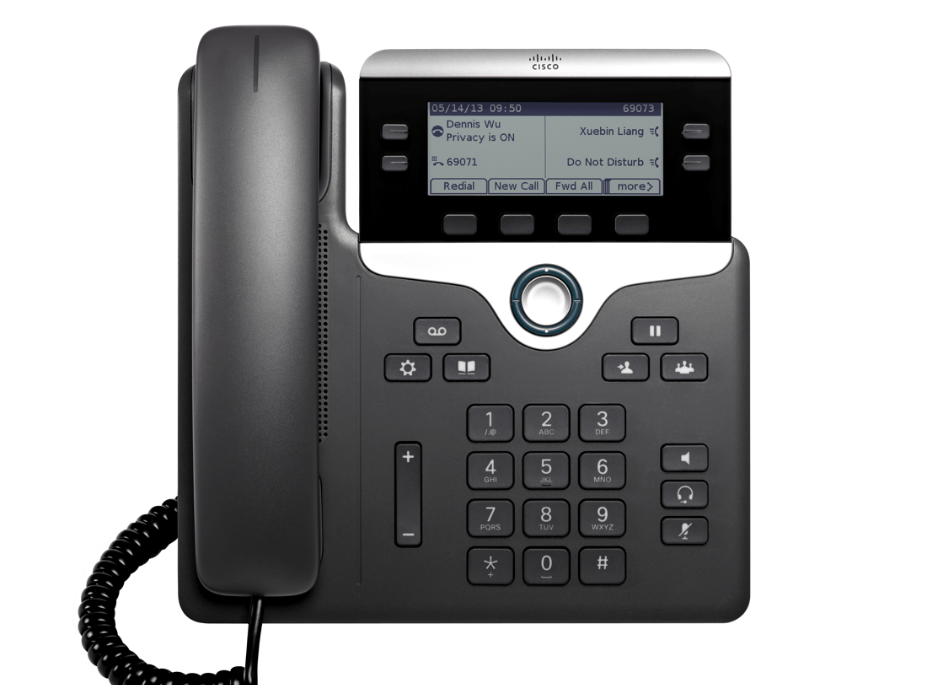 CISCO
05/14/13 09:50 69073
Dennis Wu
Privacy is ON
Xuebin Liang
69071
Do Not Disturb
Redial New Call Fwd All more>
+
−
1 2 3
/.@ ABC DEF
4 5 6
GHI JKL MNO
7 8 9
PQRS TUV WXYZ
* 0 #
+